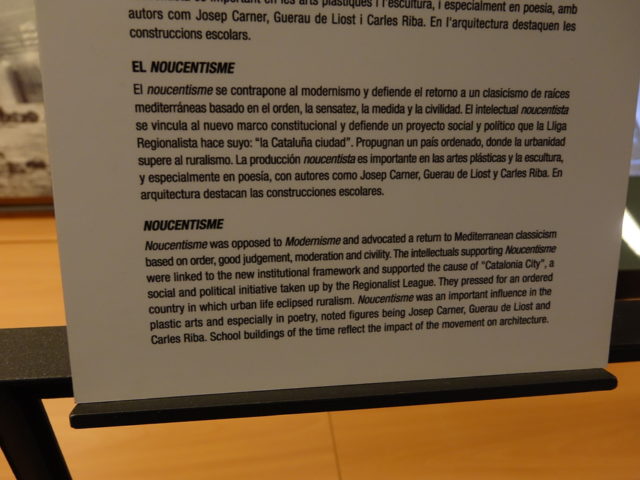 important en les arts plàstiques i l'escultura, i especialment en poesia, amb
autors com Josep Carner, Guerau de Liost i Carles Riba. En l'arquitectura destaquen les
construccions escolars.
EL NOUCENTISME
El noucentisme se contrapone al modernismo y defiende el retorno a un clasicismo de raíces
mediterráneas basado en el orden, la sensatez, la medida y la civilidad. El intelectual noucentista
se vincula al nuevo marco constitucional y defiende un proyecto social y político que la Lliga
Regionalista hace suyo: "la Cataluña ciudad". Propugnan un país ordenado, donde la urbanidad
supere al ruralismo. La producción noucentista es importante en las artes plásticas y la escultura,
y especialmente en poesía, con autores como Josep Carner, Guerau de Liost y Carles Riba. En
arquitectura destacan las construcciones escolares.
NOUCENTISME
Noucentisme was opposed to Modernisme and advocated a return to Mediterranean classicism
based on order, good judgement, moderation and civility. The intellectuals supporting Noucentisme
were linked to the new institutional framework and supported the cause of "Catalonia City", a
social and political initiative taken up by the Regionalist League. They pressed for an ordered
country in which urban life eclipsed ruralism. Noucentisme was an important influence in the
plastic arts and especially in poetry, noted figures being Josep Carner, Guerau de Liost and
Carles Riba. School buildings of the time reflect the impact of the movement on architecture.